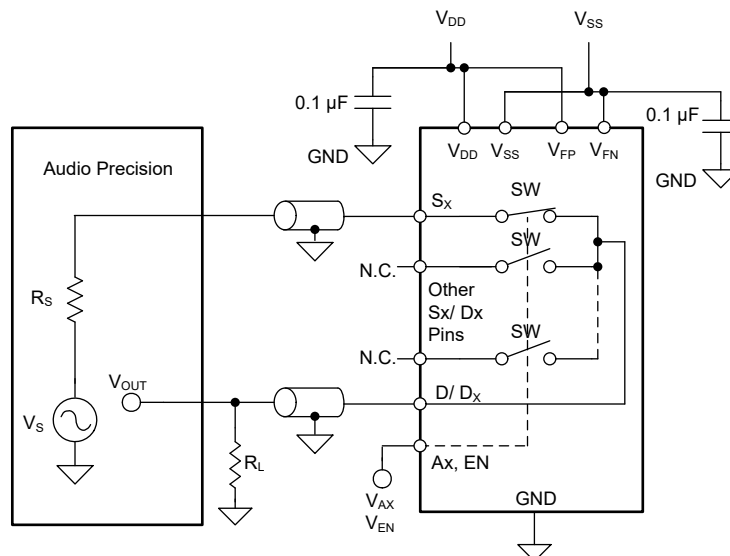 V_DD
V_SS
0.1 µF
0.1 µF
GND
V_DD
V_SS
V_FP
V_FN
GND
Audio Precision
S_X
SW
SW
N.C.
Other
Sx/ Dx
Pins
R_S
SW
N.C.
V_OUT
D/ D_X
V_S
R_L
Ax, EN
V_AX
V_EN
GND